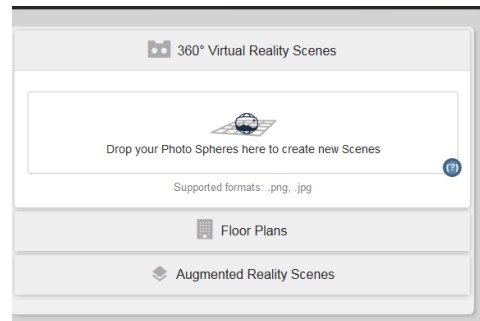 360° Virtual Reality Scenes
Drop your Photo Spheres here to create new Scenes
(?)
Supported formats: .png, .jpg
Floor Plans
Augmented Reality Scenes